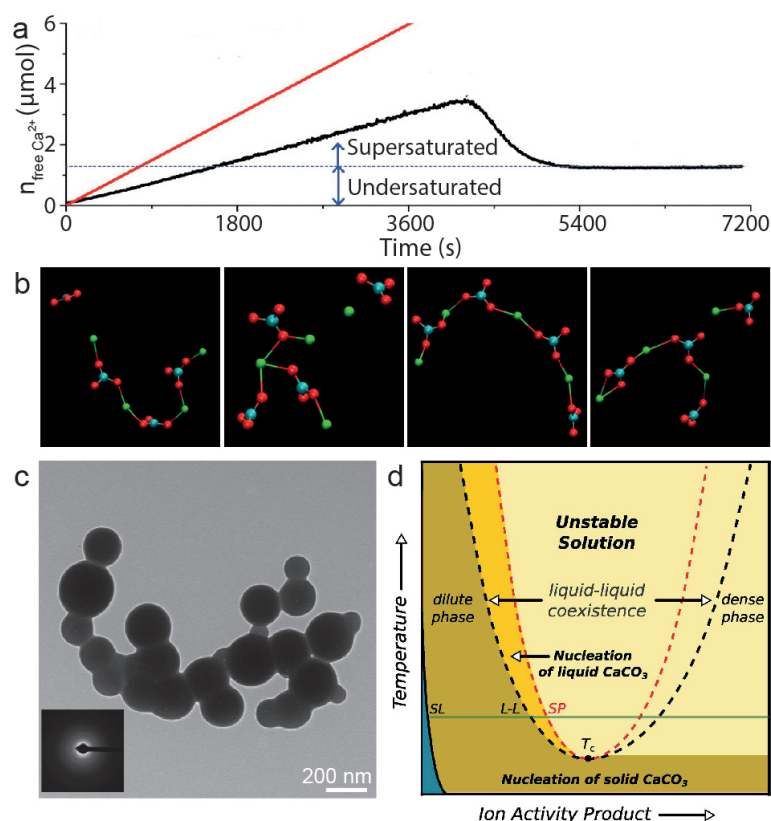 a
6
4
2
0
n free Ca²⁺ (μmol)
Supersaturated
Undersaturated
0 1800 3600 5400 7200
Time (s)
b
c
200 nm
d
Temperature
Unstable
Solution
dilute
phase
liquid-liquid
coexistence
dense
phase
Nucleation
of liquid CaCO₃
SL L-L SP
Tc
Nucleation of solid CaCO₃
Ion Activity Product